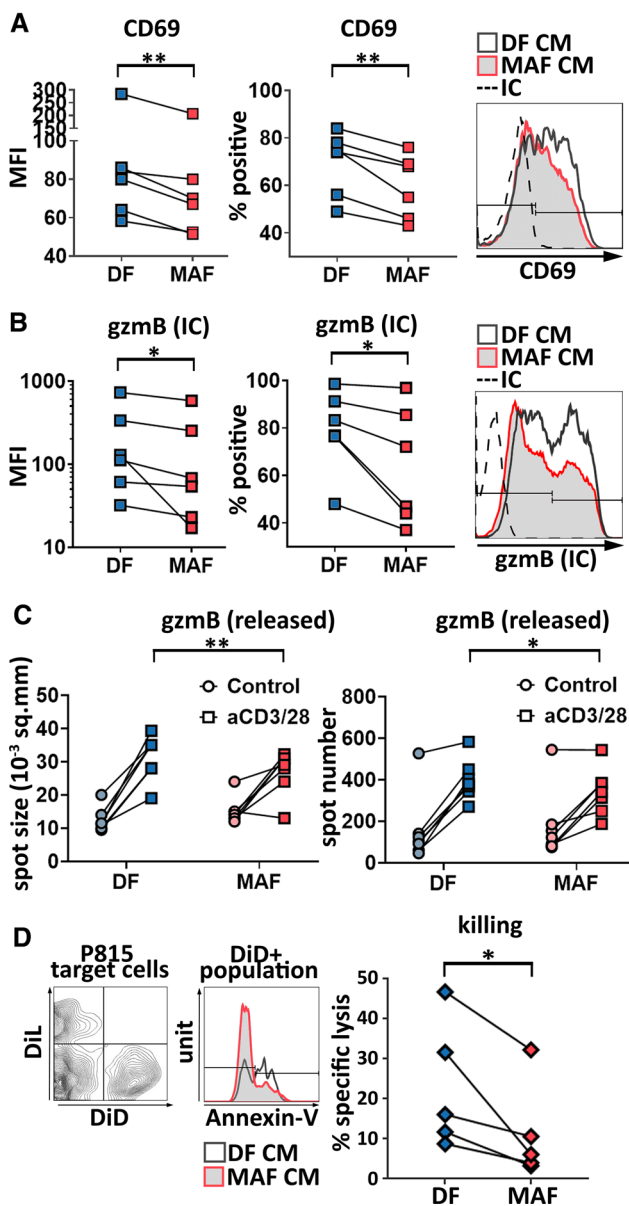 A
CD69
**
MFI
300
250
200
150
100
80
60
40
DF
MAF
CD69
**
% positive
100
80
60
40
DF
MAF
DF CM
MAF CM
IC
CD69
B
gzmB (IC)
*
MFI
1000
100
10
DF
MAF
gzmB (IC)
*
% positive
100
80
60
40
DF
MAF
DF CM
MAF CM
IC
gzmB (IC)
C
gzmB (released)
**
Control
aCD3/28
spot size (10-3 sq.mm)
50
40
30
20
10
0
DF
MAF
gzmB (released)
*
Control
aCD3/28
spot number
800
600
400
200
0
DF
MAF
D
P815
target cells
DiL
DiD
DiD+
population
unit
Annexin-V
DF CM
MAF CM
killing
*
% specific lysis
50
40
30
20
10
0
DF
MAF